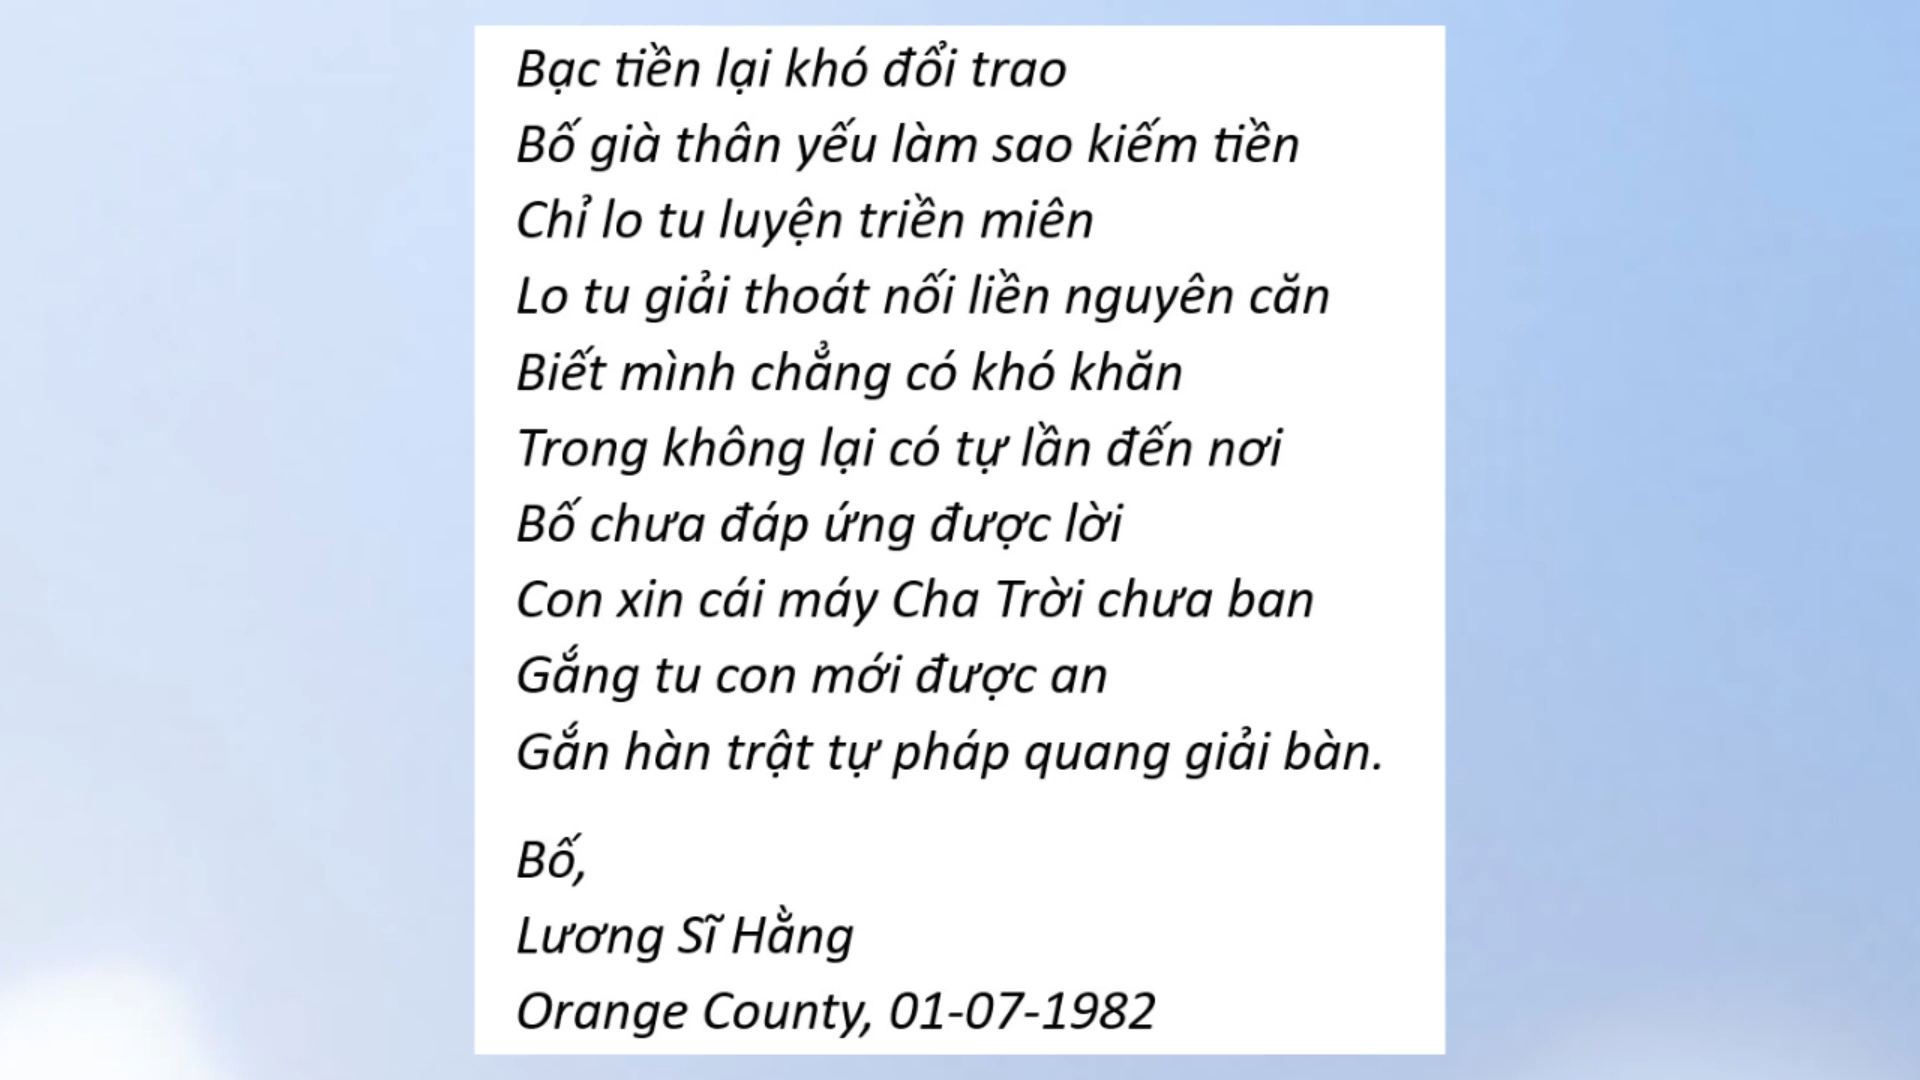 Bạc tiền lại khó đổi trao
Bố già thân yếu làm sao kiếm tiền
Chỉ lo tu luyện triền miên
Lo tu giải thoát nối liền nguyên căn
Biết mình chẳng có khó khăn
Trong không lại có tự lần đến nơi
Bố chưa đáp ứng được lời
Con xin cái máy Cha Trời chưa ban
Gắng tu con mới được an
Gắn hàn trật tự pháp quang giải bàn.
Bố,
Lương Sĩ Hằng
Orange County, 01-07-1982